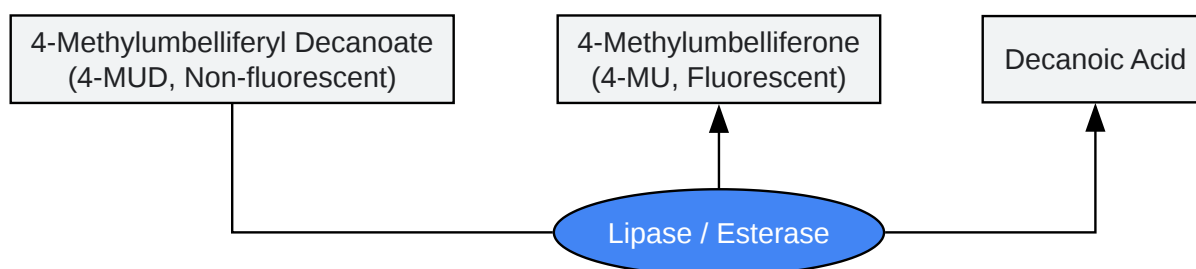 4-Methylumbelliferyl Decanoate
(4-MUD, Non-fluorescent)
4-Methylumbelliferone
(4-MU, Fluorescent)
Decanoic Acid
Lipase / Esterase